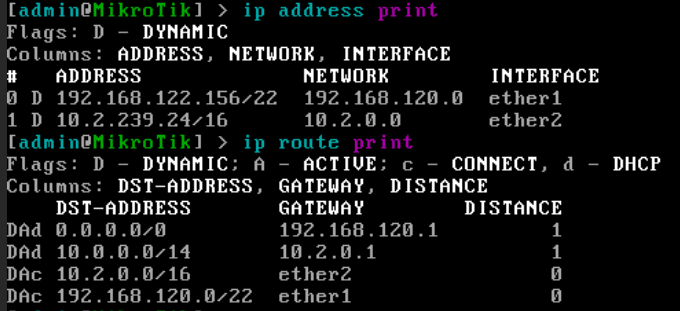 [admin@MikroTik] > ip address print
Flags: D - DYNAMIC
Columns: ADDRESS, NETWORK, INTERFACE
#   ADDRESS             NETWORK        INTERFACE
0 D 192.168.122.156/22  192.168.120.0  ether1
1 D 10.2.239.24/16      10.2.0.0       ether2
[admin@MikroTik] > ip route print
Flags: D - DYNAMIC; A - ACTIVE; c - CONNECT, d - DHCP
Columns: DST-ADDRESS, GATEWAY, DISTANCE
    DST-ADDRESS       GATEWAY        DISTANCE
DAd 0.0.0.0/0         192.168.120.1         1
DAd 10.0.0.0/14       10.2.0.1              1
DAc 10.2.0.0/16       ether2                0
DAc 192.168.120.0/22  ether1                0